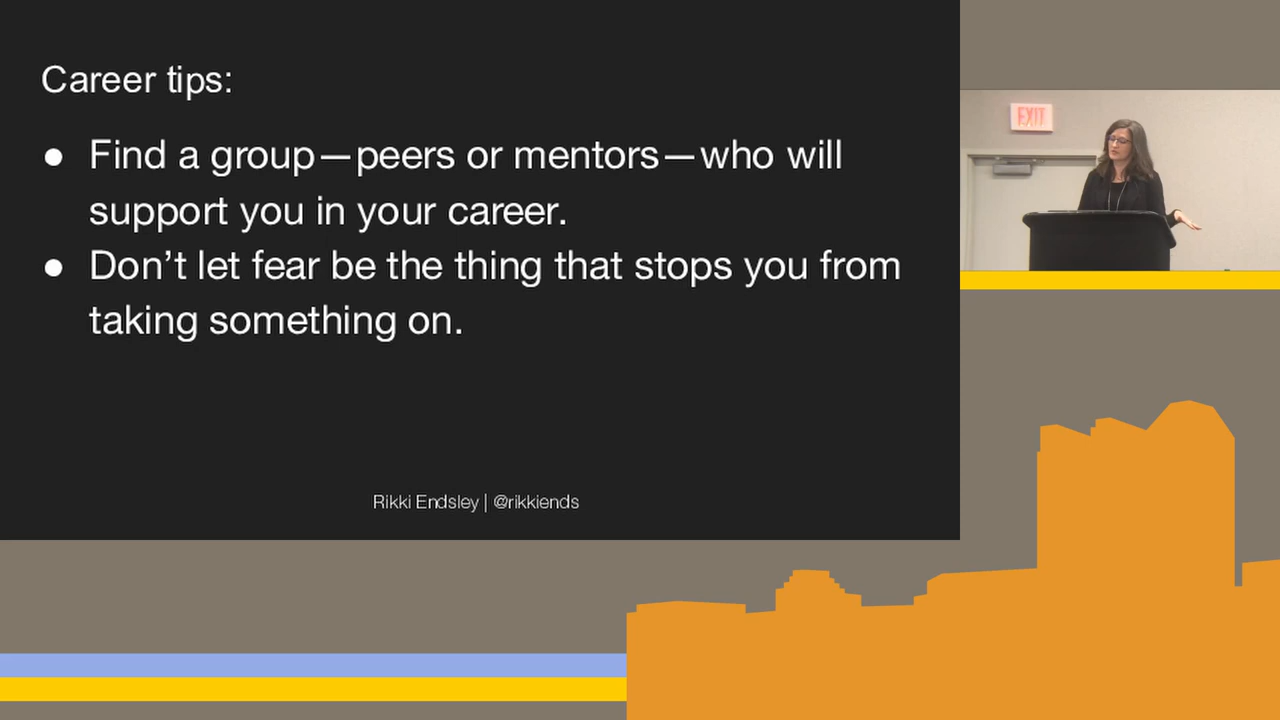 Career tips:
● Find a group—peers or mentors—who will
support you in your career.
● Don’t let fear be the thing that stops you from
taking something on.
Rikki Endsley | @rikkiends
EXIT